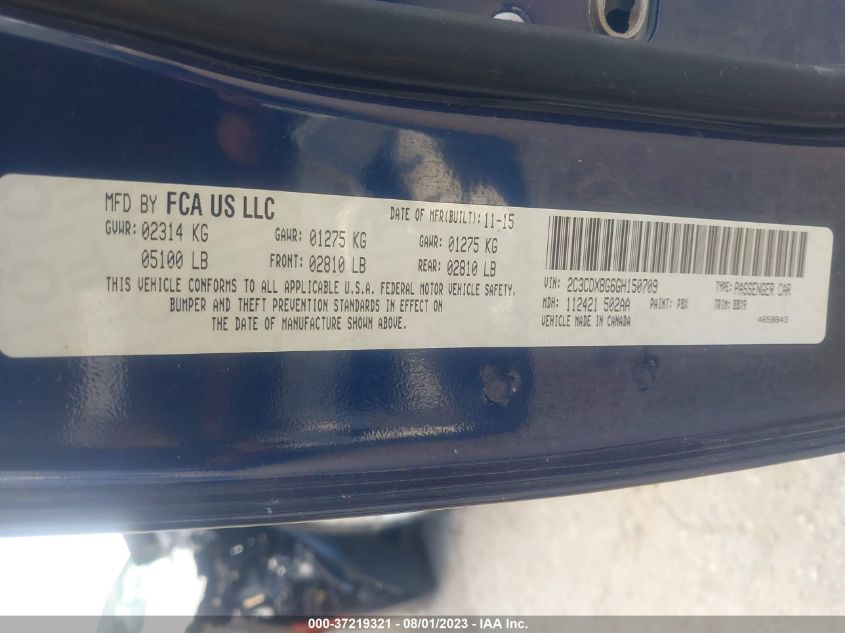 MFD BY FCA US LLC
DATE OF MFR(BUILT): 11-15
GVWR: 02314 KG
GAWR: 01275 KG
GAWR: 01275 KG
05100 LB
FRONT: 02810 LB
REAR: 02810 LB
THIS VEHICLE CONFORMS TO ALL APPLICABLE U.S.A. FEDERAL MOTOR VEHICLE SAFETY,
BUMPER AND THEFT PREVENTION STANDARDS IN EFFECT ON
THE DATE OF MANUFACTURE SHOWN ABOVE.
VIN: 2C3CDXBG6GH150709
TYPE: PASSENGER CAR
MDH: 112421 502AA
PAINT: PBX
TRIM: BBX9
VEHICLE MADE IN CANADA
4658843
000-37219321 - 08/01/2023 - IAA Inc.